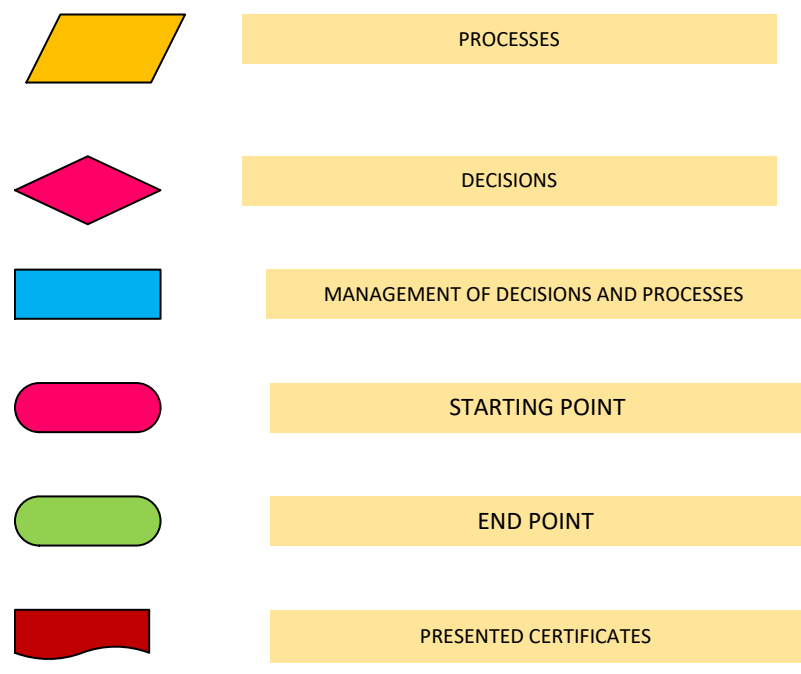 PROCESSES
DECISIONS
MANAGEMENT OF DECISIONS AND PROCESSES
STARTING POINT
END POINT
PRESENTED CERTIFICATES